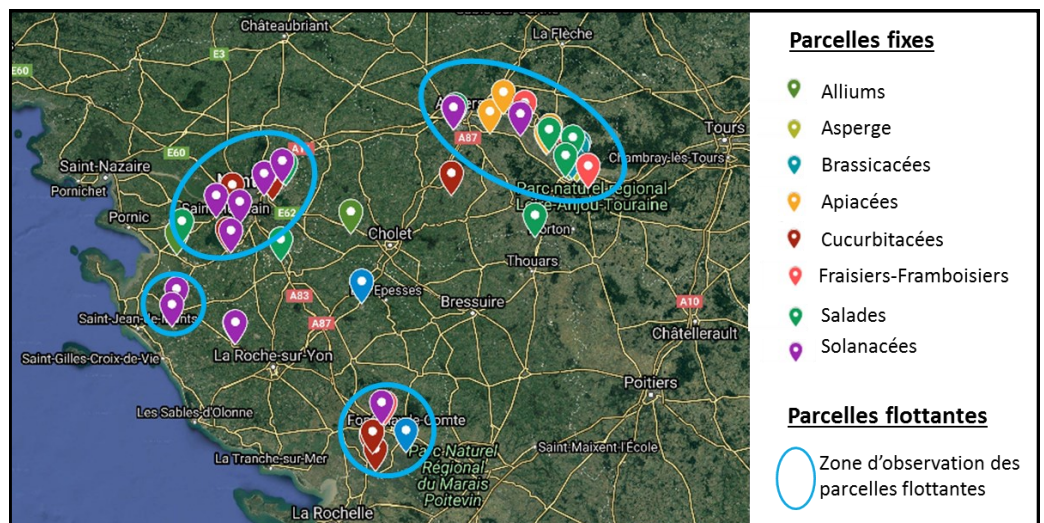 Châteaubriant
La Flèche
E3
E60
A87
Tours
E60
Saint-Nazaire
Chambray-lès-Tours
Pornichet
Parc naturel régional
Loire-Anjou-Touraine
Pornic
E62
Cholet
Thouars
Epesses
A83
Bressuire
A10
Saint-Jean-de-Monts
A87
Châtellerault
Saint-Gilles-Croix-de-Vie
La Roche-sur-Yon
Poitiers
Les Sables-d'Olonne
Saint-Maixent-l'École
La Tranche-sur-Mer
Parc Naturel
Régional
du Marais
Poitevin
La Rochelle
Parcelles fixes
Alliums
Asperge
Brassicacées
Apiacées
Cucurbitacées
Fraisiers-Framboisiers
Salades
Solanacées
Parcelles flottantes
Zone d'observation des
parcelles flottantes